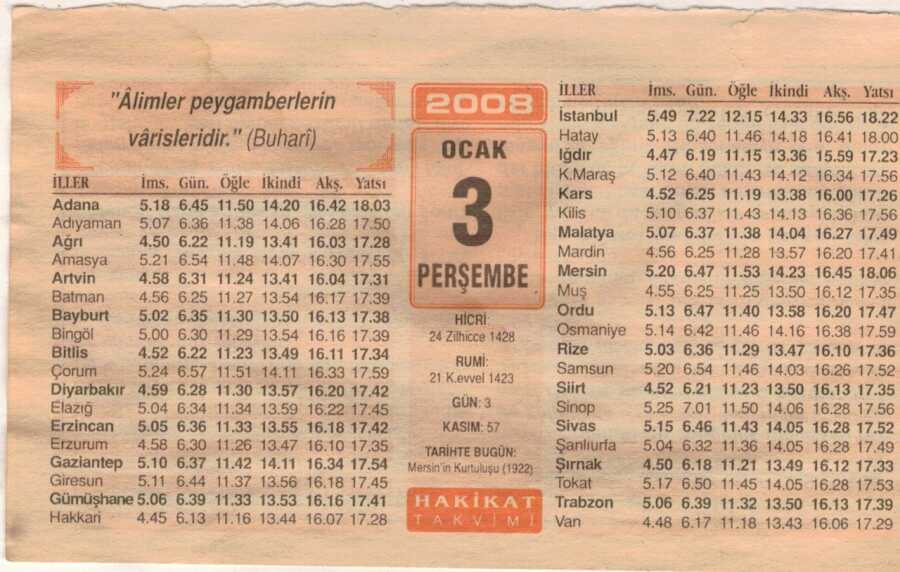 "Âlimler peygamberlerin
vârisleridir." (Buharî)
İLLER İms. Gün. Öğle İkindi Akş. Yatsı
Adana 5.18 6.45 11.50 14.20 16.42 18.03
Adıyaman 5.07 6.36 11.38 14.06 16.28 17.50
Ağrı 4.50 6.22 11.19 13.41 16.03 17.28
Amasya 5.21 6.54 11.48 14.07 16.30 17.55
Artvin 4.58 6.31 11.24 13.41 16.04 17.31
Batman 4.56 6.25 11.27 13.54 16.17 17.39
Bayburt 5.02 6.35 11.30 13.50 16.13 17.38
Bingöl 5.00 6.30 11.29 13.54 16.16 17.39
Bitlis 4.52 6.22 11.23 13.49 16.11 17.34
Çorum 5.24 6.57 11.51 14.11 16.33 17.59
Diyarbakır 4.59 6.28 11.30 13.57 16.20 17.42
Elazığ 5.04 6.34 11.34 13.59 16.22 17.45
Erzincan 5.05 6.36 11.33 13.55 16.18 17.42
Erzurum 4.58 6.30 11.26 13.47 16.10 17.35
Gaziantep 5.10 6.37 11.42 14.11 16.34 17.54
Giresun 5.11 6.44 11.37 13.56 16.18 17.45
Gümüşhane 5.06 6.39 11.33 13.53 16.16 17.41
Hakkari 4.45 6.13 11.16 13.44 16.07 17.28
2008
OCAK
3
PERŞEMBE
HİCRİ:
24 Zilhicce 1428
RUMİ:
21 K.evvel 1423
GÜN: 3
KASIM: 57
TARİHTE BUGÜN:
Mersin'in Kurtuluşu (1922)
HAKİKAT
TAKVİMİ
İLLER İms. Gün. Öğle İkindi Akş. Yatsı
İstanbul 5.49 7.22 12.15 14.33 16.56 18.22
Hatay 5.13 6.40 11.46 14.18 16.41 18.00
Iğdır 4.47 6.19 11.15 13.36 15.59 17.23
K.Maraş 5.12 6.40 11.43 14.12 16.34 17.56
Kars 4.52 6.25 11.19 13.38 16.00 17.26
Kilis 5.10 6.37 11.43 14.13 16.36 17.56
Malatya 5.07 6.37 11.38 14.04 16.27 17.49
Mardin 4.56 6.25 11.28 13.57 16.20 17.41
Mersin 5.20 6.47 11.53 14.23 16.45 18.06
Muş 4.55 6.25 11.25 13.50 16.12 17.35
Ordu 5.13 6.47 11.40 13.58 16.20 17.47
Osmaniye 5.14 6.42 11.46 14.16 16.38 17.59
Rize 5.03 6.36 11.29 13.47 16.10 17.36
Samsun 5.20 6.54 11.46 14.03 16.26 17.52
Siirt 4.52 6.21 11.23 13.50 16.13 17.35
Sinop 5.25 7.01 11.50 14.06 16.28 17.56
Sivas 5.15 6.46 11.43 14.05 16.28 17.52
Şanlıurfa 5.04 6.32 11.36 14.05 16.28 17.49
Şırnak 4.50 6.18 11.21 13.49 16.12 17.33
Tokat 5.17 6.50 11.45 14.05 16.28 17.53
Trabzon 5.06 6.39 11.32 13.50 16.13 17.39
Van 4.48 6.17 11.18 13.43 16.06 17.29